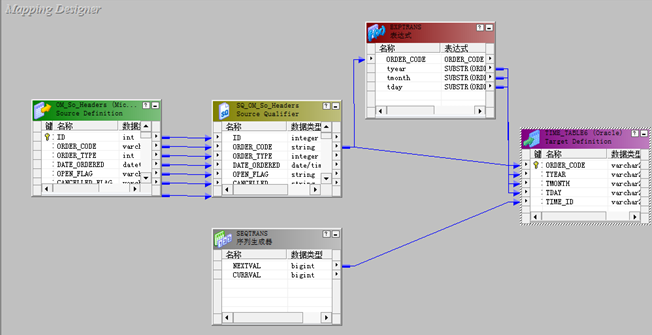 Mapping Designer
EXPTRANS
表达式
名称 表达式
ORDER_CODE ORDER_CODE
tyear SUBSTR(ORD
tmonth SUBSTR(ORD
tday SUBSTR(ORD
OM_So_Headers (Mic...
Source Definition
键 名称 数据
ID int
ORDER_CODE varch
ORDER_TYPE int
DATE_ORDERED datet
OPEN_FLAG varch
CANCELLED_FLAG varch
SQ_OM_So_Headers
Source Qualifier
名称 数据类型
ID integer
ORDER_CODE string
ORDER_TYPE integer
DATE_ORDERED date/tim
OPEN_FLAG string
CANCELLED string
TIME_TABLES (Oracle)
Target Definition
键 名称 数据类型
ORDER_CODE varchar2
TYEAR varchar2
TMONTH varchar2
TDAY varchar2
TIME_ID varchar2
SEQTRANS
序列生成器
名称 数据类型
NEXTVAL bigint
CURRVAL bigint